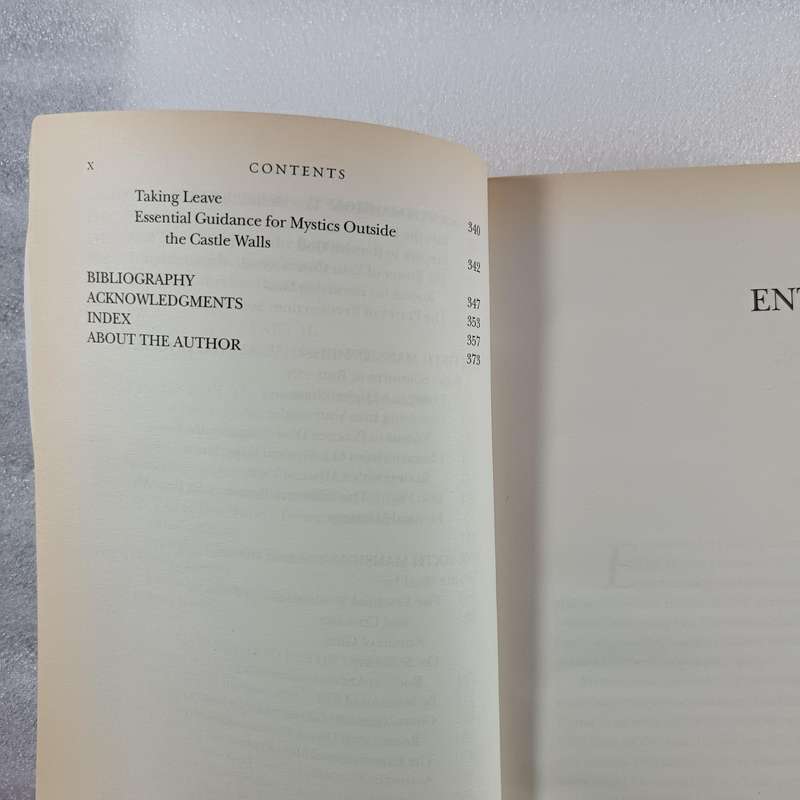 X CONTENTS
Taking Leave 340
Essential Guidance for Mystics Outside
the Castle Walls 342
BIBLIOGRAPHY 347
ACKNOWLEDGMENTS 353
INDEX 357
ABOUT THE AUTHOR 373
ENT